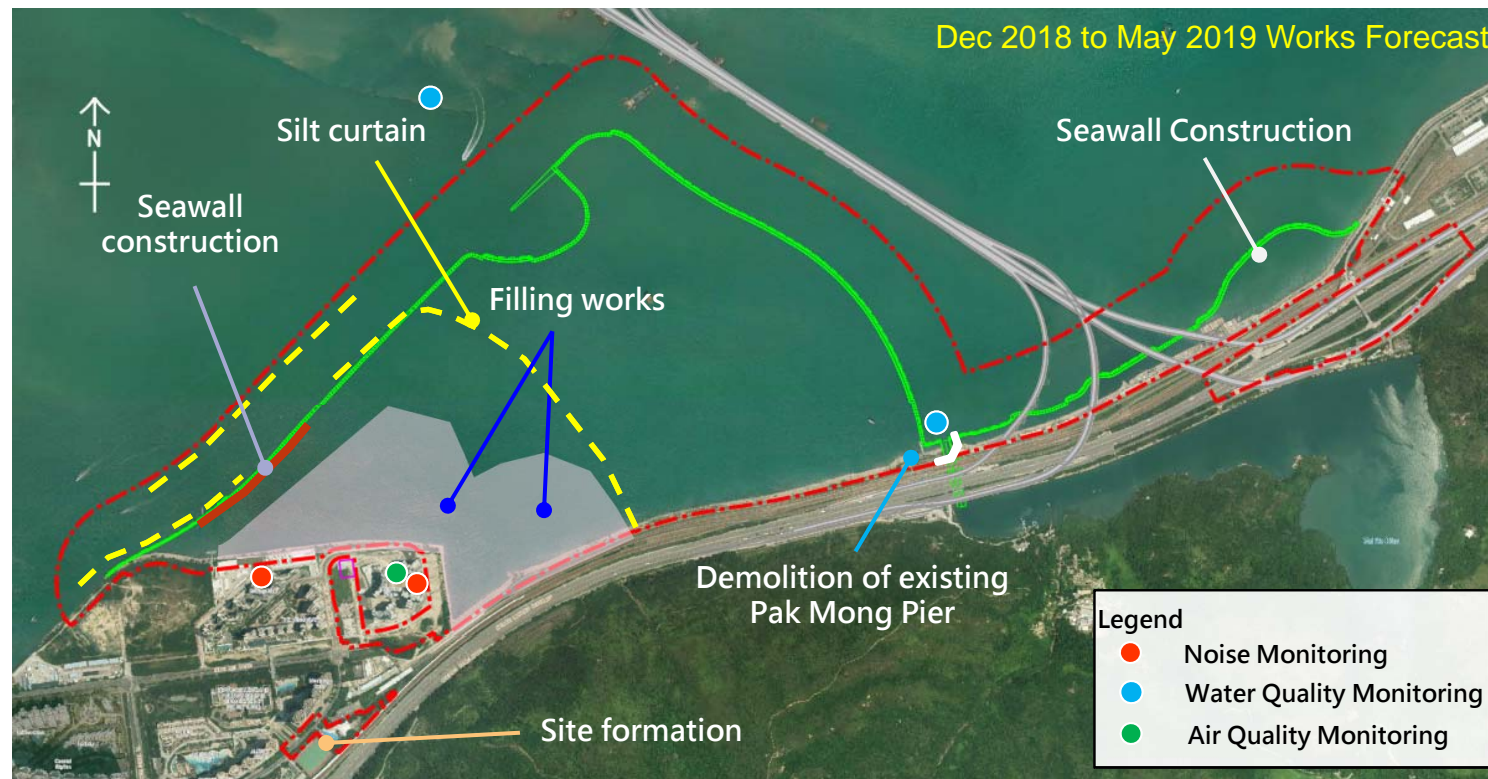 Dec 2018 to May 2019 Works Forecast
N
Silt curtain
Seawall Construction
Seawall
construction
Filling works
Demolition of existing
Pak Mong Pier
Site formation
Legend
Noise Monitoring
Water Quality Monitoring
Air Quality Monitoring